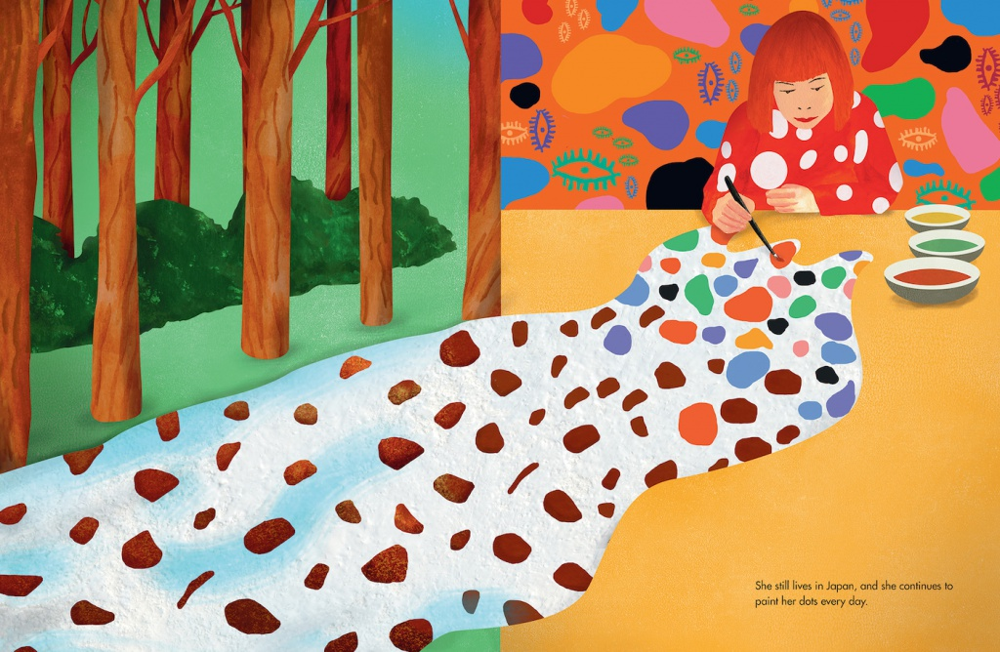 She still lives in Japan, and she continues to
paint her dots every day.